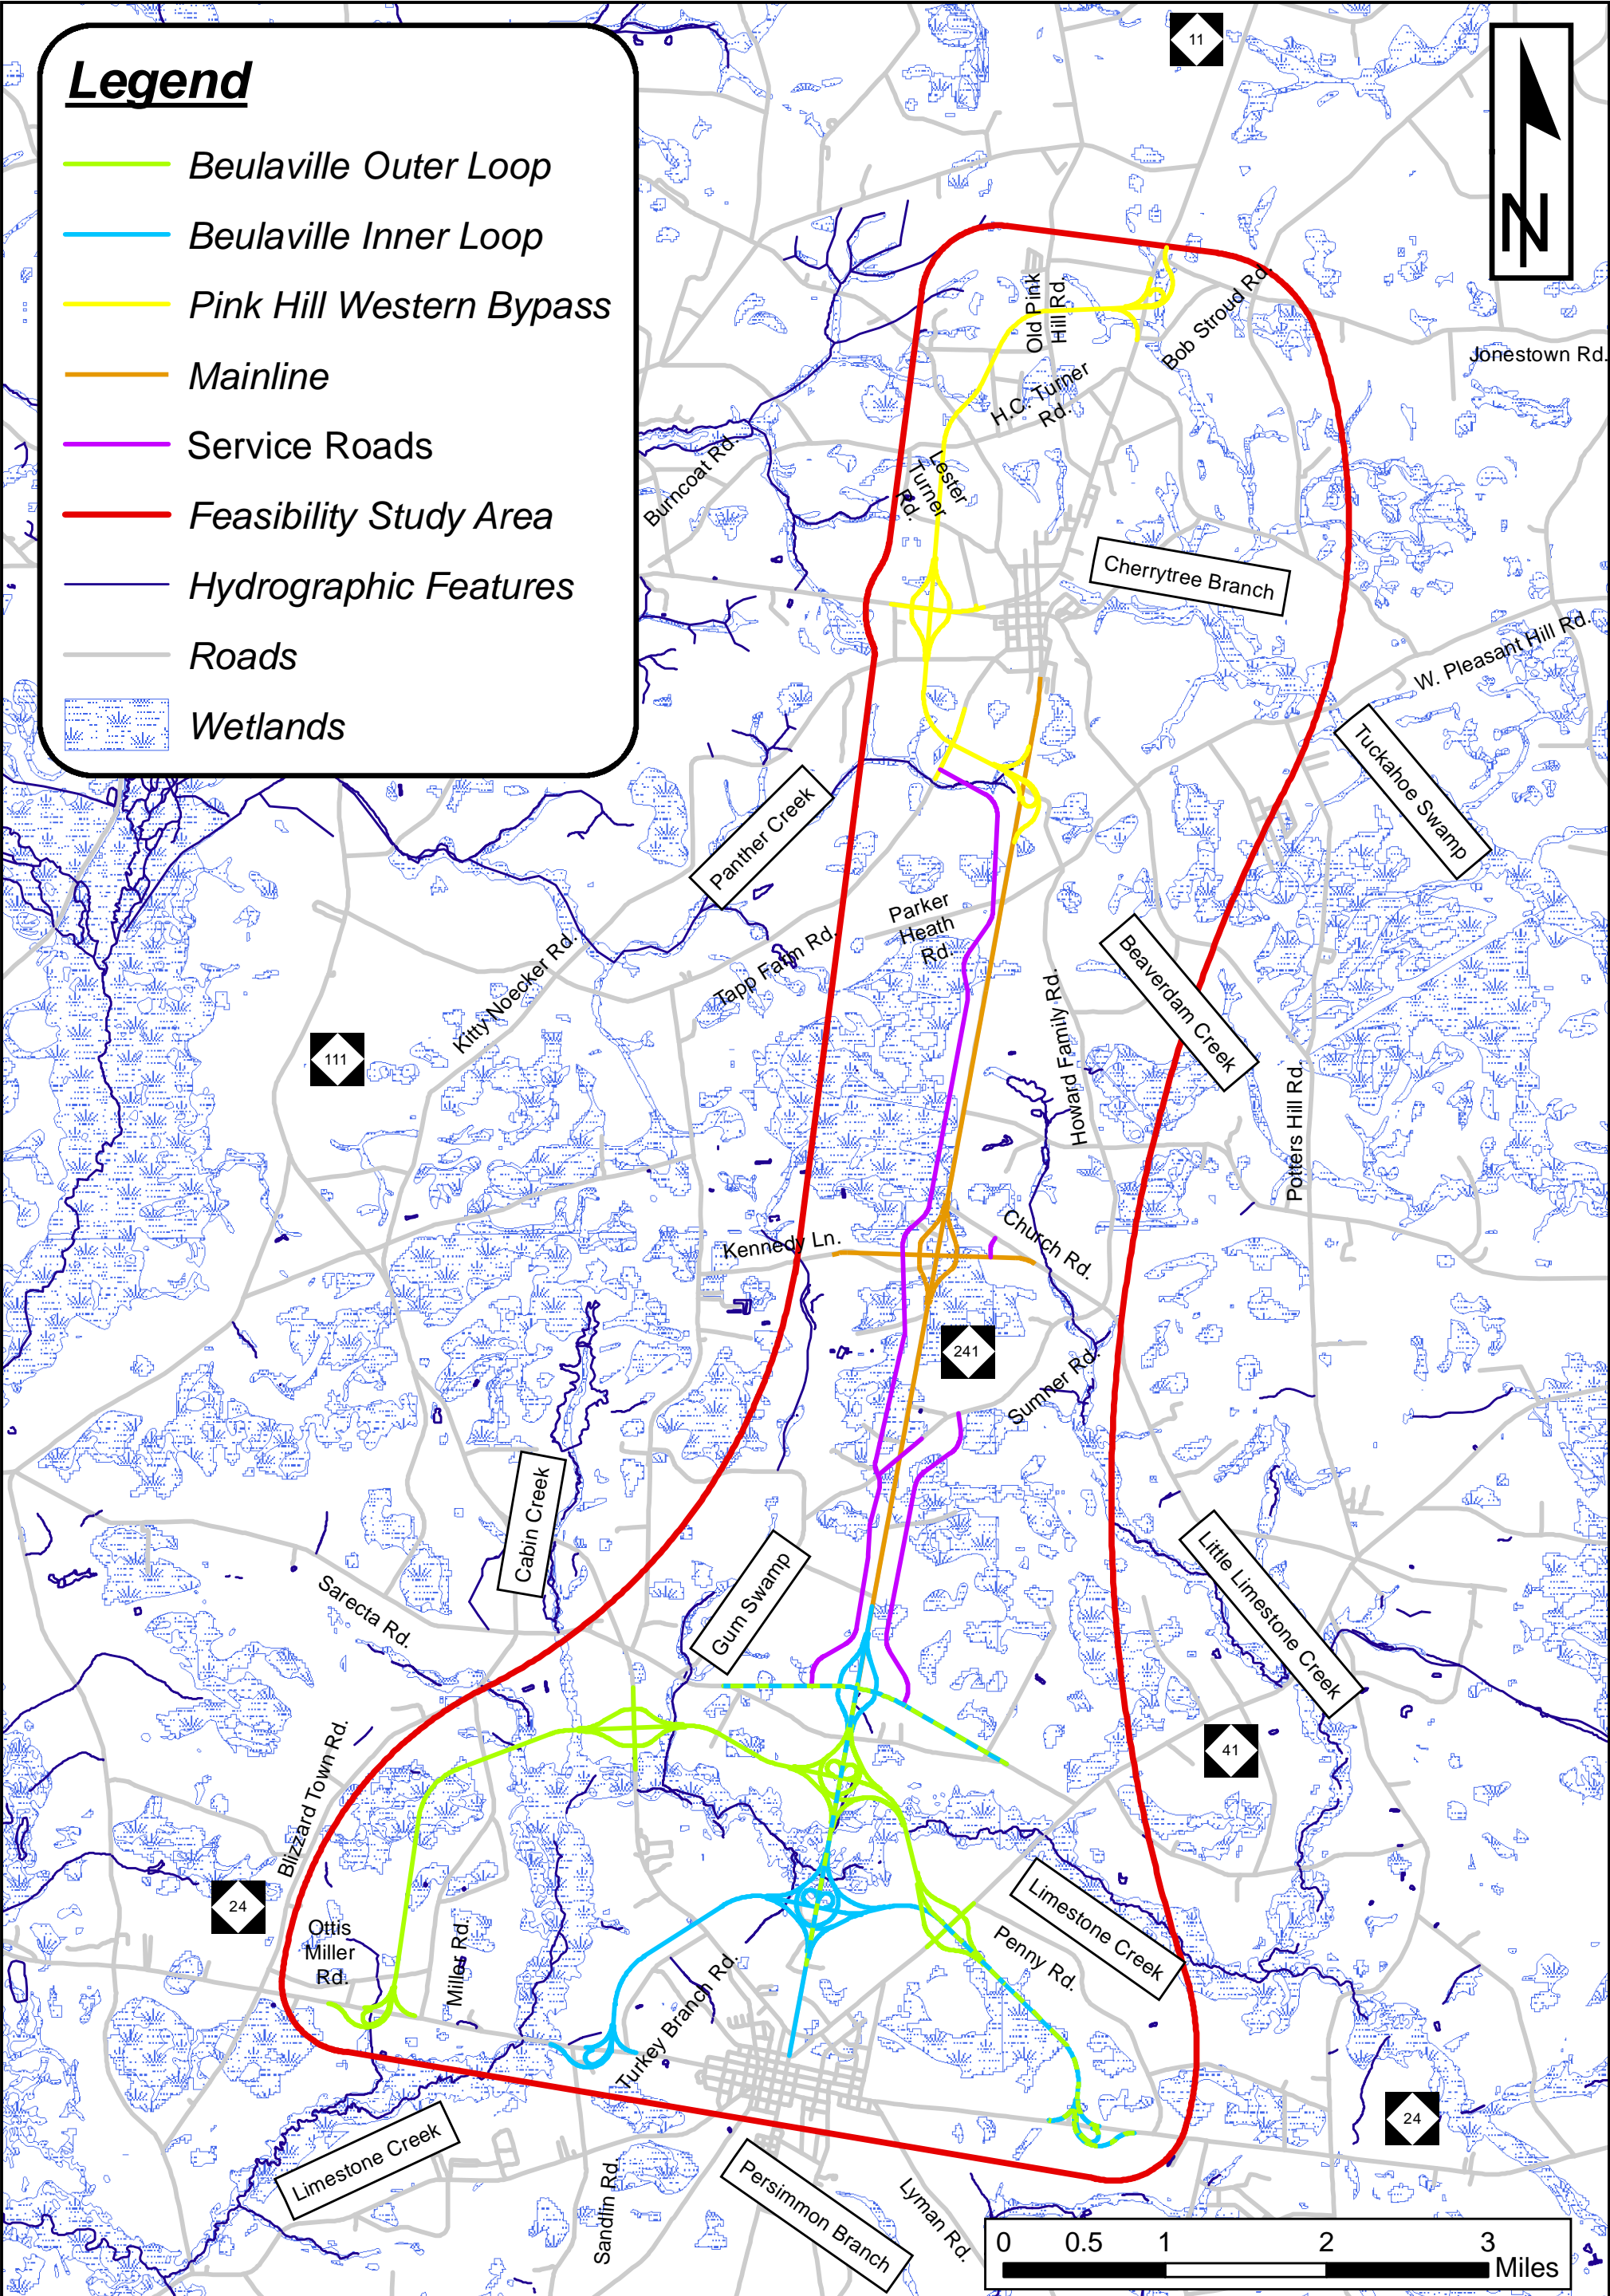 Legend
Beulaville Outer Loop
Beulaville Inner Loop
Pink Hill Western Bypass
Mainline
Service Roads
Feasibility Study Area
Hydrographic Features
Roads
Wetlands
11
N
Old Pink
Hill Rd.
Bob Stroud Rd.
Jonestown Rd.
H.C. Turner
Rd.
Burncoat Rd.
Lester
Turner
Rd.
Cherrytree Branch
W. Pleasant Hill Rd.
Tuckahoe Swamp
Panther Creek
Parker
Heath
Rd.
Tapp Farm Rd.
Kitty Noecker Rd.
Beaverdam Creek
111
Howard Family Rd.
Potters Hill Rd.
Kennedy Ln.
Church Rd.
241
Sumner Rd.
Cabin Creek
Gum Swamp
Little Limestone Creek
Sarecta Rd.
41
Blizzard Town Rd.
24
Ottis
Miller
Rd.
Miller Rd.
Limestone Creek
Penny Rd.
Turkey Branch Rd.
24
Limestone Creek
Sandlin Rd.
Persimmon Branch
Lyman Rd.
0 0.5 1 2 3
Miles